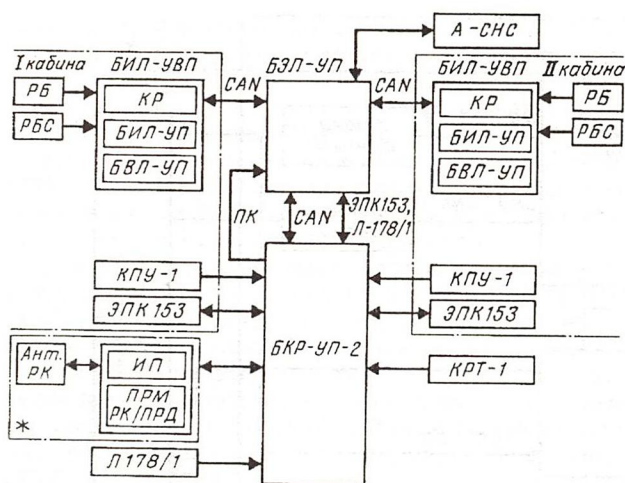 А-СНС
I кабина
БИЛ-УВП
БЭЛ-УП
БИЛ-УВП
II кабина
РБ
РБС
КР
БИЛ-УП
БВЛ-УП
CAN
CAN
КР
БИЛ-УП
БВЛ-УП
РБ
РБС
ПК
CAN
ЭПК153,
Л-178/1
КПУ-1
ЭПК153
КПУ-1
ЭПК153
БКР-УП-2
Ант.
РК
ИП
ПРМ
РК/ПРД
*
КРТ-1
Л178/1